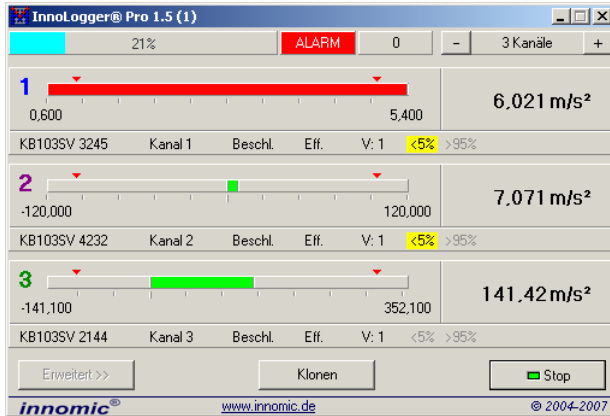 InnoLogger® Pro 1.5 (1)
21% ALARM 0 - 3 Kanäle +
1
0,600 5,400
6,021 m/s²
KB103SV 3245 Kanal 1 Beschl. Eff. V: 1 <5% >95%
2
-120,000 120,000
7,071 m/s²
KB103SV 4232 Kanal 2 Beschl. Eff. V: 1 <5% >95%
3
-141,100 352,100
141,42 m/s²
KB103SV 2144 Kanal 3 Beschl. Eff. V: 1 <5% >95%
Erweitert >> Klonen Stop
innomic® www.innomic.de © 2004-2007